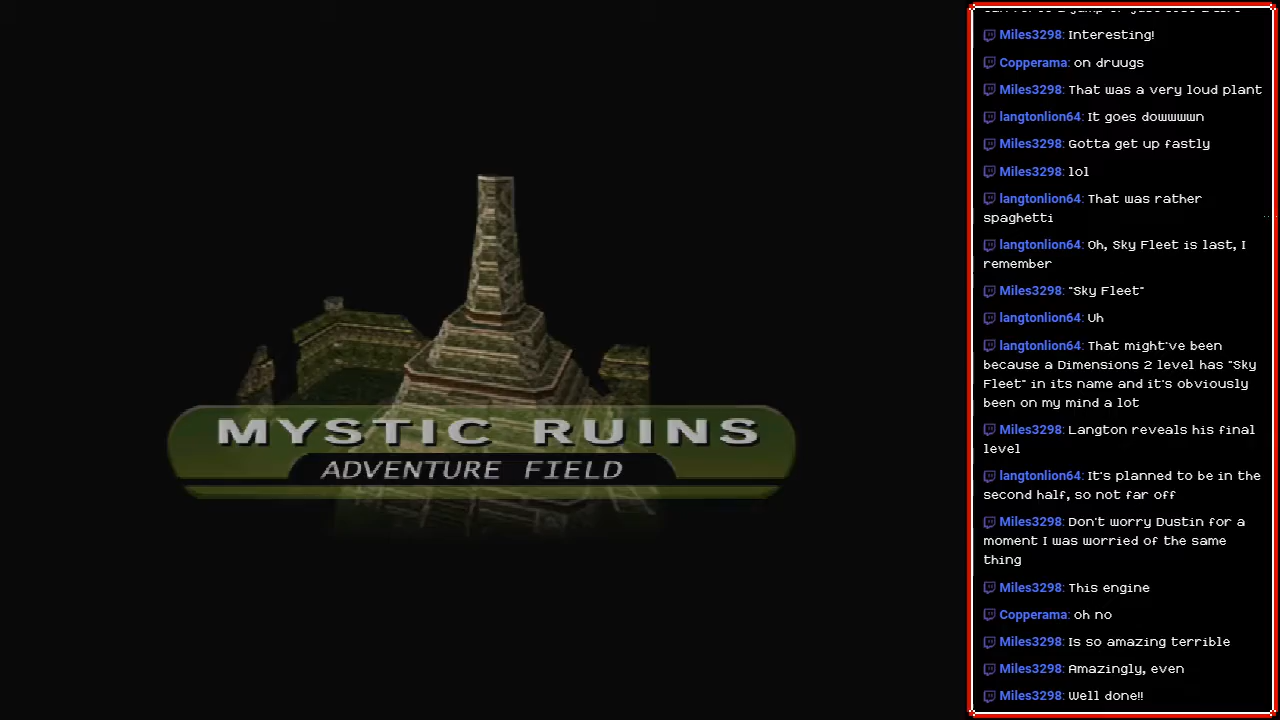 MYSTIC RUINS
ADVENTURE FIELD
Miles3298: Interesting!
Copperama: on druugs
Miles3298: That was a very loud plant
langtonlion64: It goes dowwwwn
Miles3298: Gotta get up fastly
Miles3298: lol
langtonlion64: That was rather
spaghetti
langtonlion64: Oh, Sky Fleet is last, I
remember
Miles3298: "Sky Fleet"
langtonlion64: Uh
langtonlion64: That might've been
because a Dimensions 2 level has "Sky
Fleet" in its name and it's obviously
been on my mind a lot
Miles3298: Langton reveals his final
level
langtonlion64: It's planned to be in the
second half, so not far off
Miles3298: Don't worry Dustin for a
moment I was worried of the same
thing
Miles3298: This engine
Copperama: oh no
Miles3298: Is so amazing terrible
Miles3298: Amazingly, even
Miles3298: Well done!!